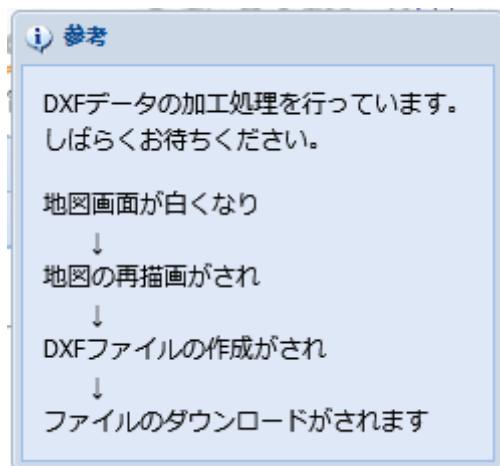 参考
DXFデータの加工処理を行っています。
しばらくお待ちください。
地図画面が白くなり
↓
地図の再描画がされ
↓
DXFファイルの作成がされ
↓
ファイルのダウンロードがされます